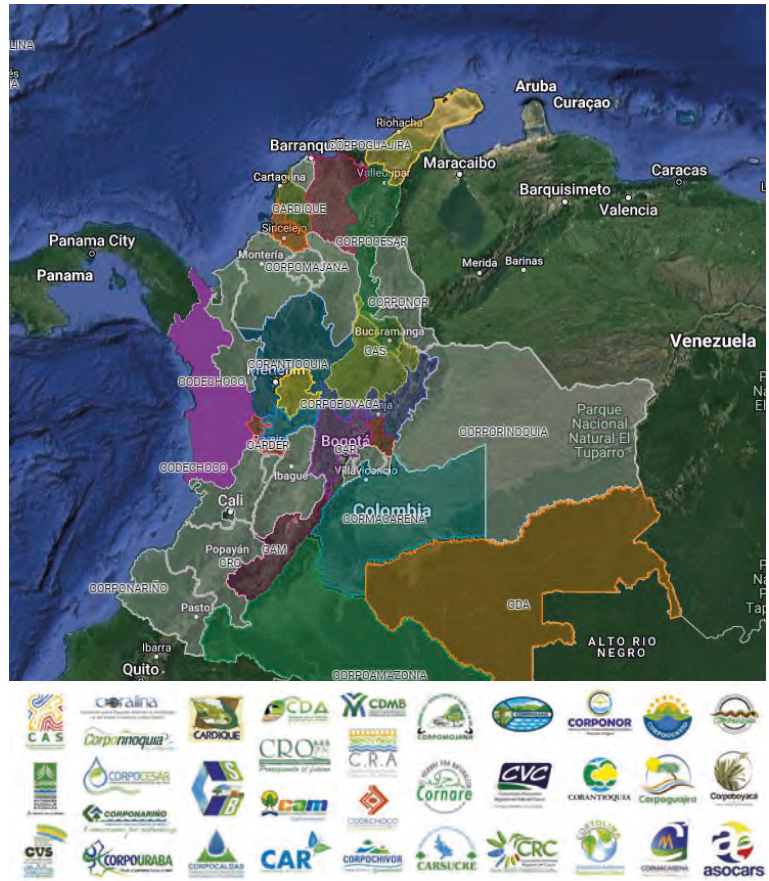 Aruba
Curaçao
Riohacha
CORPOGUAJIRA
Maracaibo
Valledupar
Caracas
Cartagena
Barquisimeto
Valencia
CARDIQUE
Sincelejo
Panama City
CORPOCESAR
Montería
CORPOMAJANA
Merida
Barinas
Panama
CORPONOR
Bucaramanga
Venezuela
CAS
CORANTIOQUIA
CODECHOCO
CORPOBOYACA
Parque
Nacional
Natural El
Tuparro
CORPORINOQUIA
Bogotá
CARDER
CAR
CODECHOCO
Ibague
Villavicencio
Cali
Colombia
CORMACARENA
Popayán
CAM
CRC
CORPONARIÑO
CDA
Pasto
ALTO RIO
NEGRO
Ibarra
Quito
CORPOAMAZONIA
CAS
coralina
CARDIQUE
CDA
CDMB
CORPOMOJANA
CORPONOR
Corporinoquia
CRQ
C.R.A
CORPOCESAR
CSB
Cornare
CVC
CORANTIOQUIA
Corpoguajira
Corpoboyacá
cam
CODECHOCO
CORPONARIÑO
CVS
CORPOURABA
CORPOCALDAS
CAR
CORPOCHIVOR
CARSUCRE
CRC
CORTOLIMA
CORMACARENA
asocars